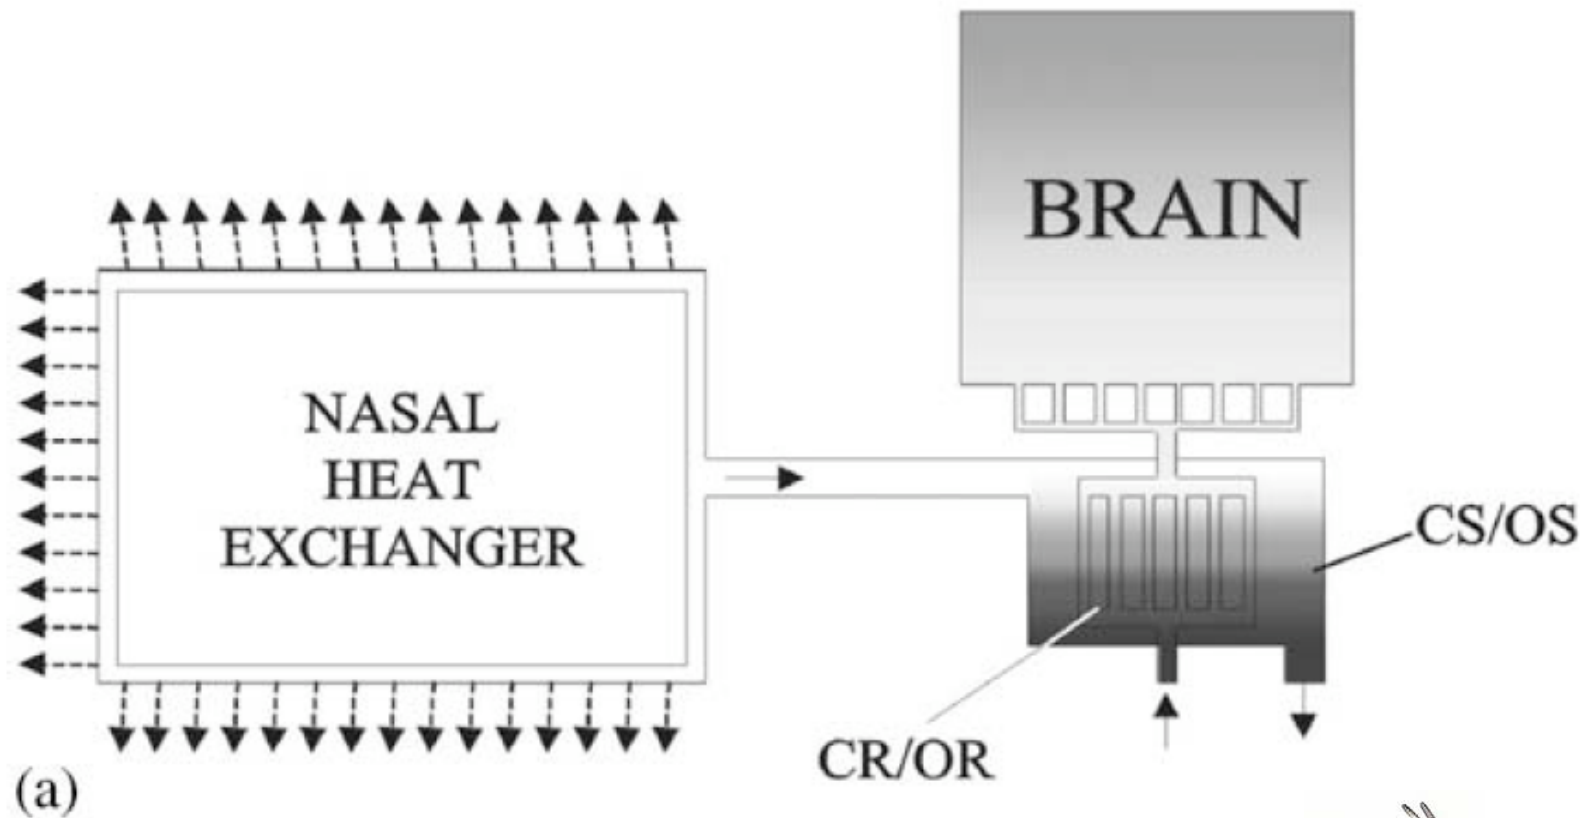 BRAIN
NASAL
HEAT
EXCHANGER
CS/OS
CR/OR
(a)